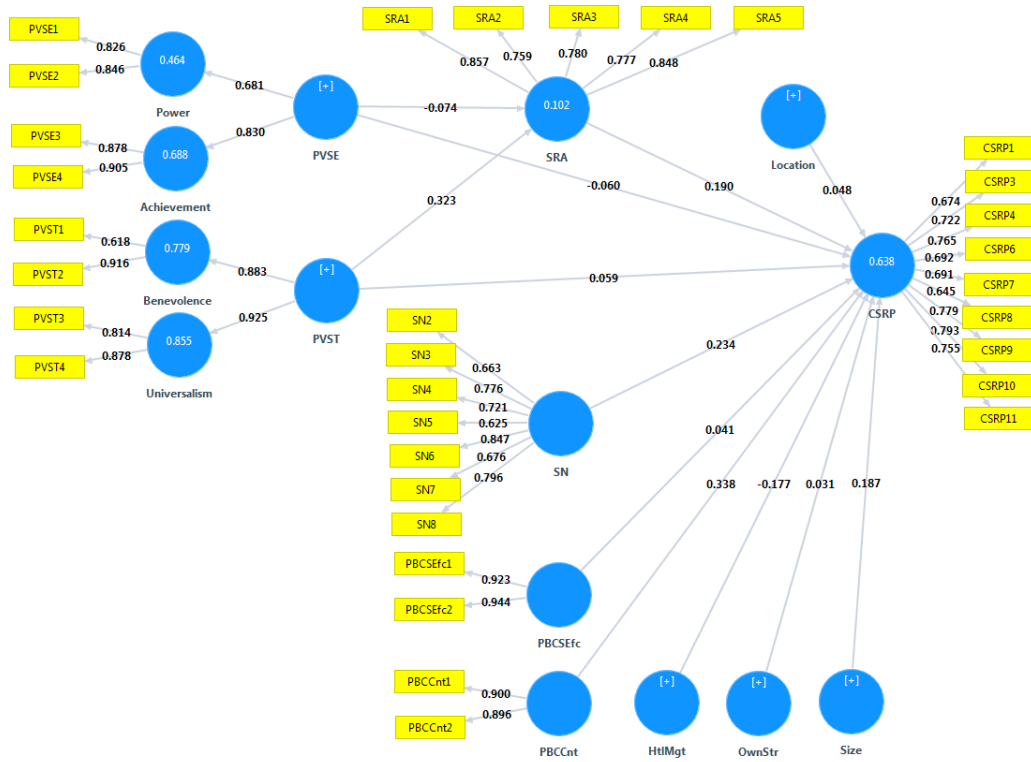 SRA1
SRA2
SRA3
SRA4
SRA5
0.857
0.759
0.780
0.777
0.848
PVSE1
PVSE2
0.826
0.846
0.464
Power
0.681
PVSE3
PVSE4
0.878
0.905
0.688
Achievement
0.830
[+]
PVSE
-0.074
0.102
SRA
-0.060
0.323
0.190
[+]
Location
0.048
PVST1
PVST2
0.618
0.916
0.779
Benevolence
0.883
PVST3
PVST4
0.814
0.878
0.855
Universalism
0.925
[+]
PVST
0.059
0.638
CSRP
CSRP1
CSRP3
CSRP4
CSRP6
CSRP7
CSRP8
CSRP9
CSRP10
CSRP11
0.674
0.722
0.765
0.692
0.691
0.645
0.779
0.793
0.755
SN2
SN3
SN4
SN5
SN6
SN7
SN8
0.663
0.776
0.721
0.625
0.847
0.676
0.796
SN
0.234
PBCSEfc1
PBCSEfc2
0.923
0.944
PBCSEfc
0.041
PBCCnt1
PBCCnt2
0.900
0.896
PBCCnt
0.338
[+]
HtlMgt
-0.177
[+]
OwnStr
0.031
[+]
Size
0.187